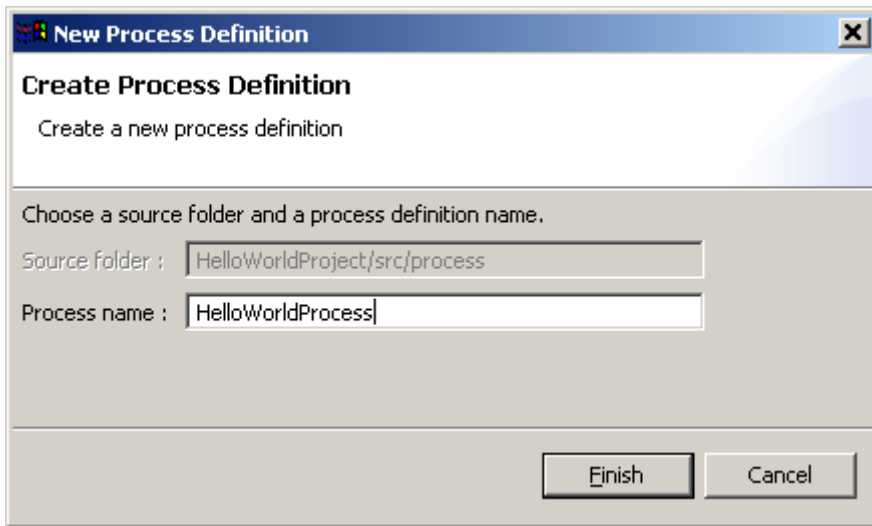 New Process Definition
Create Process Definition
Create a new process definition
Choose a source folder and a process definition name.
Source folder : HelloWorldProject/src/process
Process name : HelloWorldProcess
Finish Cancel